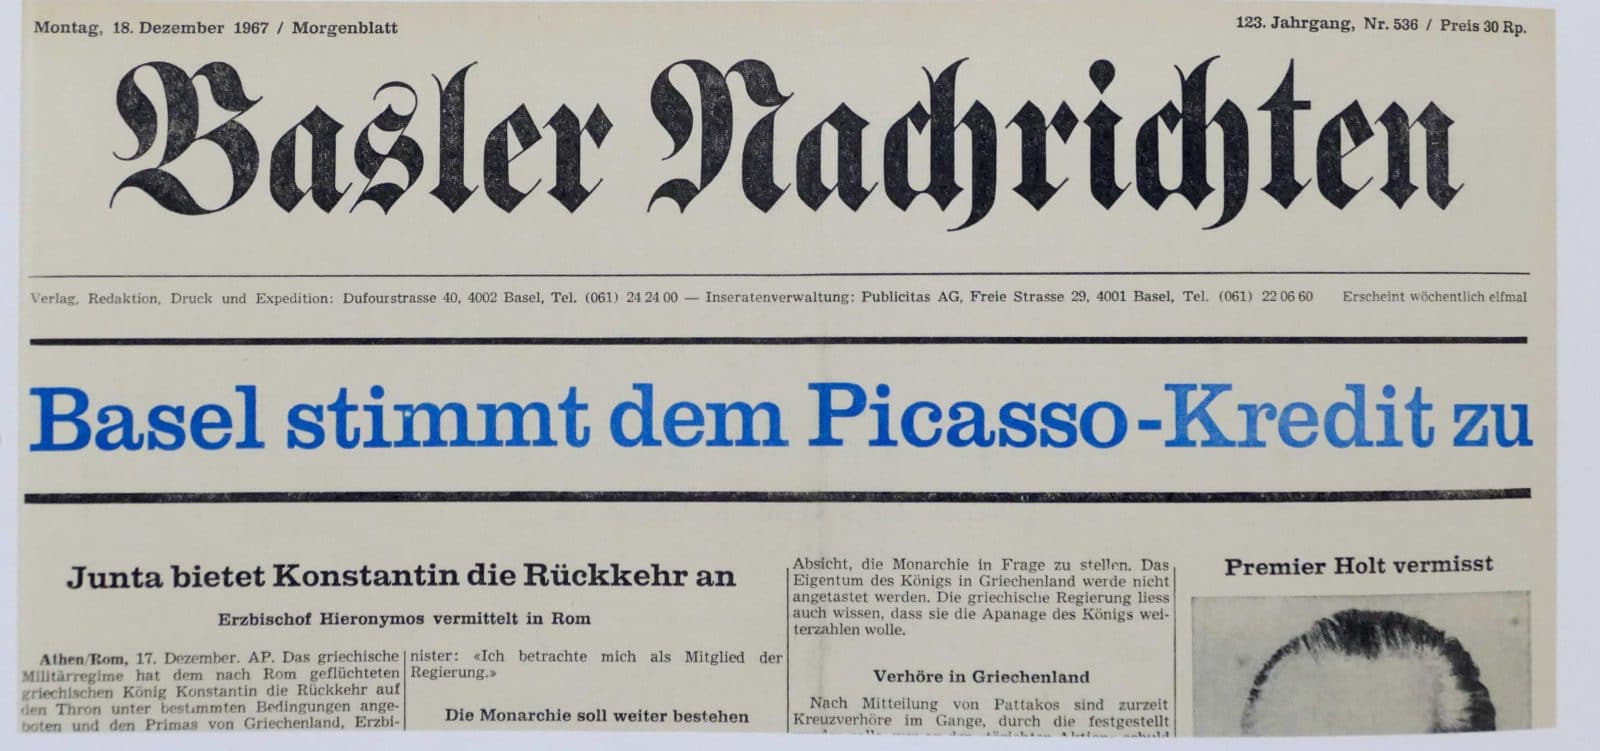 Montag, 18. Dezember 1967 / Morgenblatt
123. Jahrgang, Nr. 536 / Preis 30 Rp.
Basler Nachrichten
Verlag, Redaktion, Druck und Expedition: Dufourstrasse 40, 4002 Basel, Tel. (061) 24 24 00 — Inseratenverwaltung: Publicitas AG, Freie Strasse 29, 4001 Basel, Tel. (061) 22 06 60 Erscheint wöchentlich elfmal
Basel stimmt dem Picasso-Kredit zu
Junta bietet Konstantin die Rückkehr an
Erzbischof Hieronymos vermittelt in Rom
Athen/Rom, 17. Dezember. AP. Das griechische
Militärregime hat dem nach Rom geflüchteten
griechischen König Konstantin die Rückkehr auf
den Thron unter bestimmten Bedingungen ange-
boten und den Primas von Griechenland, Erzbi-
nister: «Ich betrachte mich als Mitglied der
Regierung.»
Die Monarchie soll weiter bestehen
Absicht, die Monarchie in Frage zu stellen. Das
Eigentum des Königs in Griechenland werde nicht
angetastet werden. Die griechische Regierung liess
auch wissen, dass sie die Apanage des Königs wei-
terzahlen wolle.
Verhöre in Griechenland
Nach Mitteilung von Pattakos sind zurzeit
Kreuzverhöre im Gange, durch die festgestellt
Premier Holt vermisst